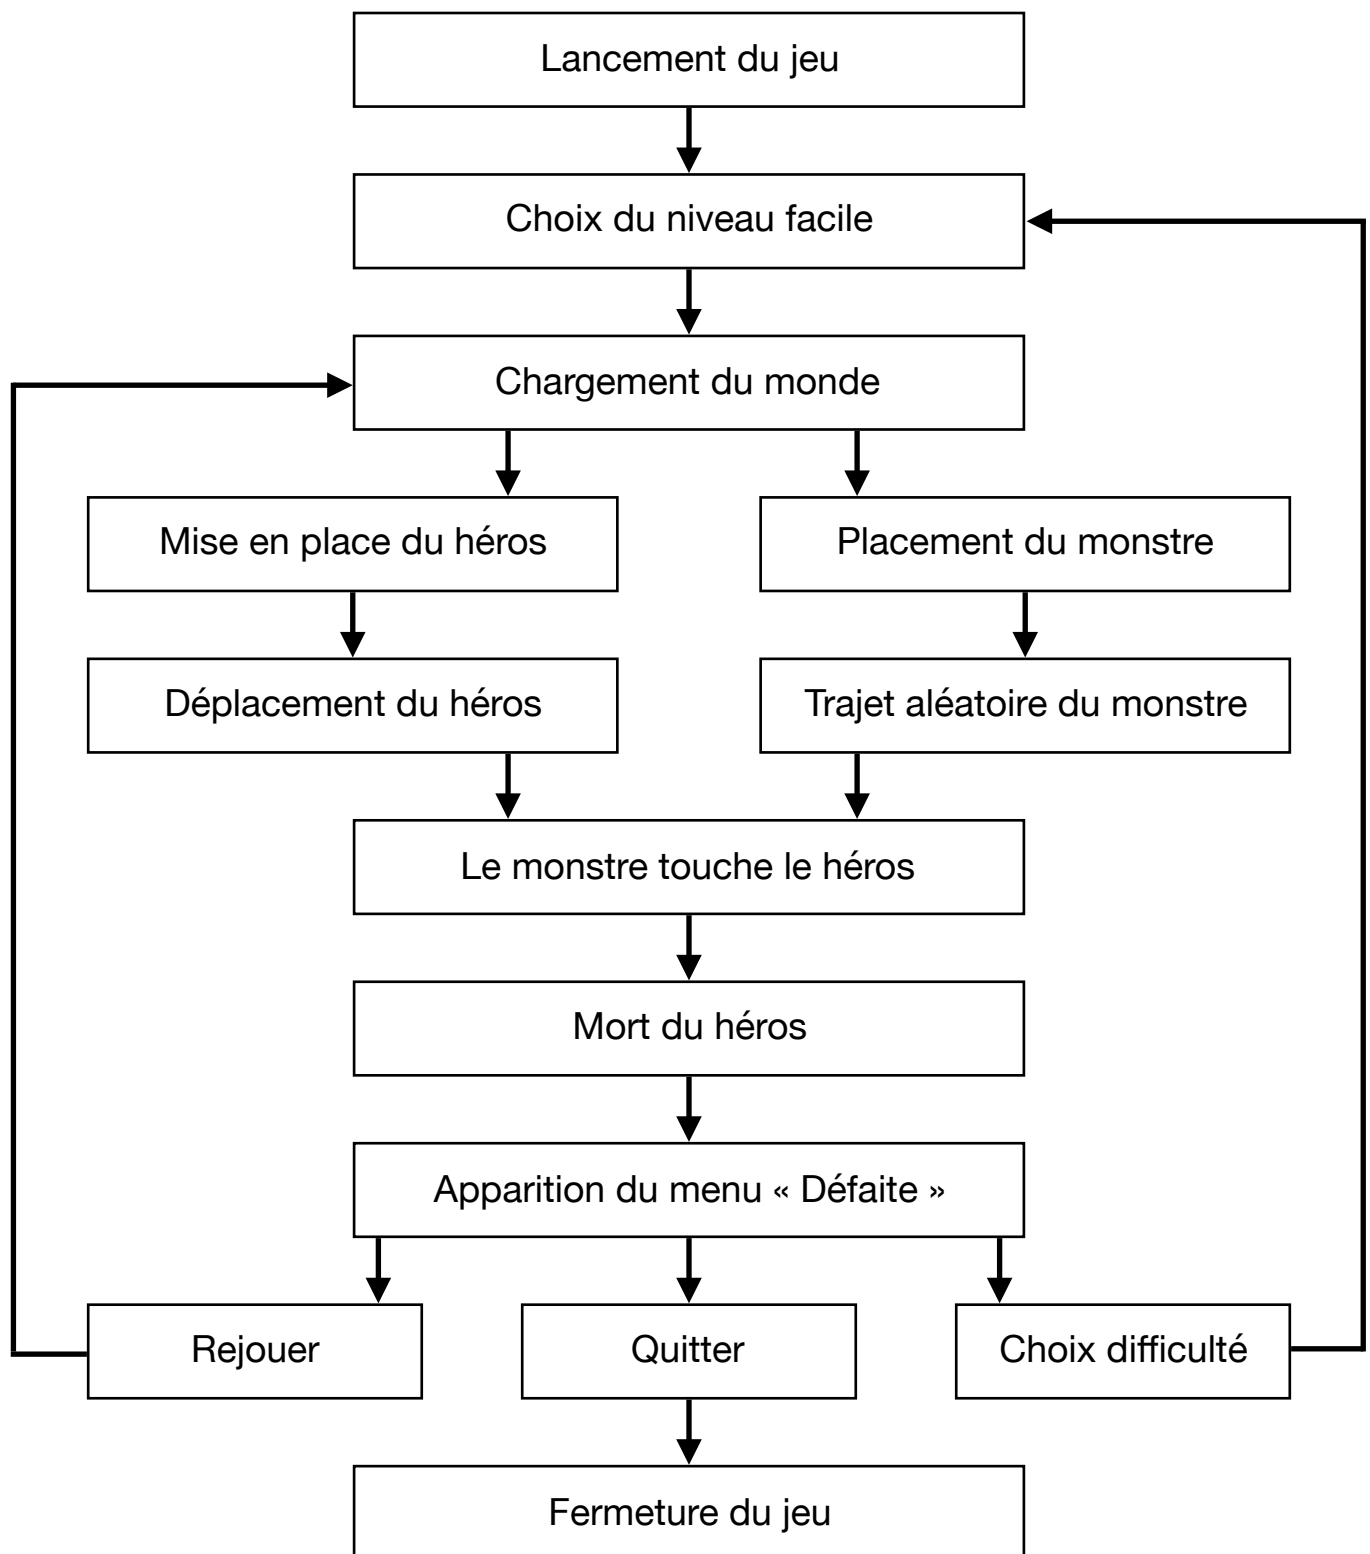 Lancement du jeu
Choix du niveau facile
Chargement du monde
Mise en place du héros
Placement du monstre
Déplacement du héros
Trajet aléatoire du monstre
Le monstre touche le héros
Mort du héros
Apparition du menu « Défaite »
Rejouer
Quitter
Choix difficulté
Fermeture du jeu